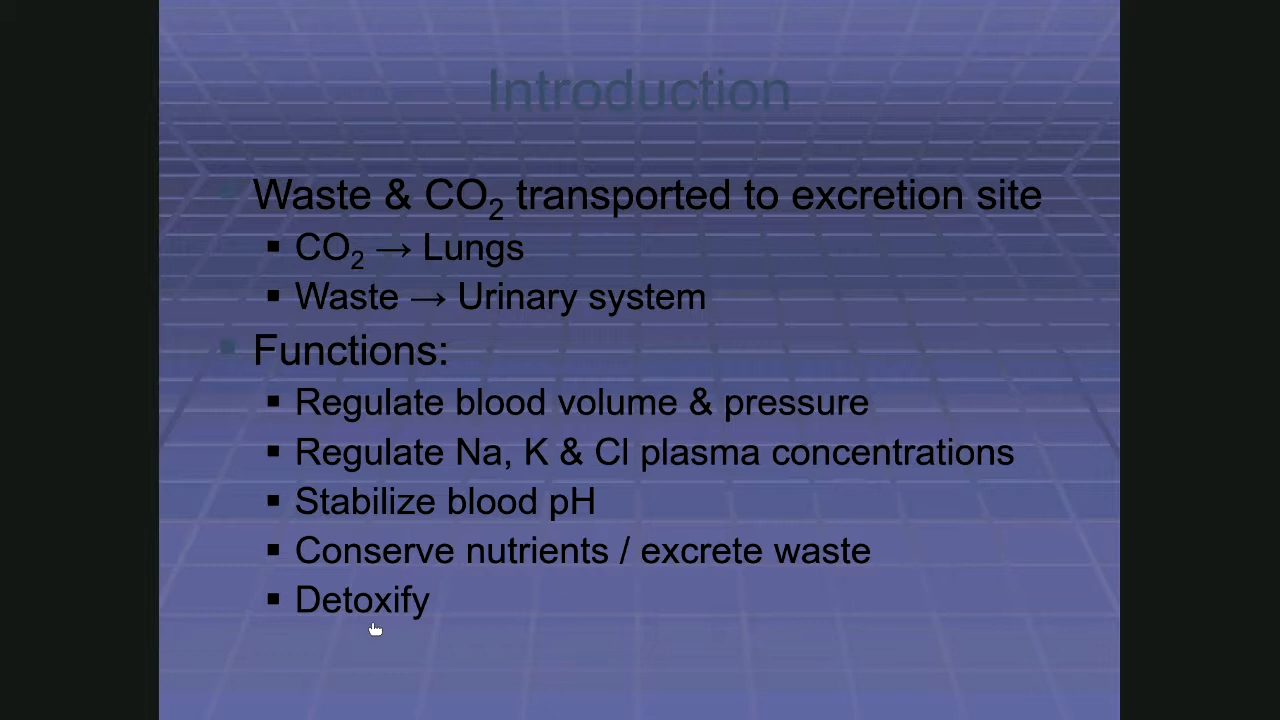 Introduction
Waste & CO₂ transported to excretion site
CO₂ → Lungs
Waste → Urinary system
Functions:
Regulate blood volume & pressure
Regulate Na, K & Cl plasma concentrations
Stabilize blood pH
Conserve nutrients / excrete waste
Detoxify